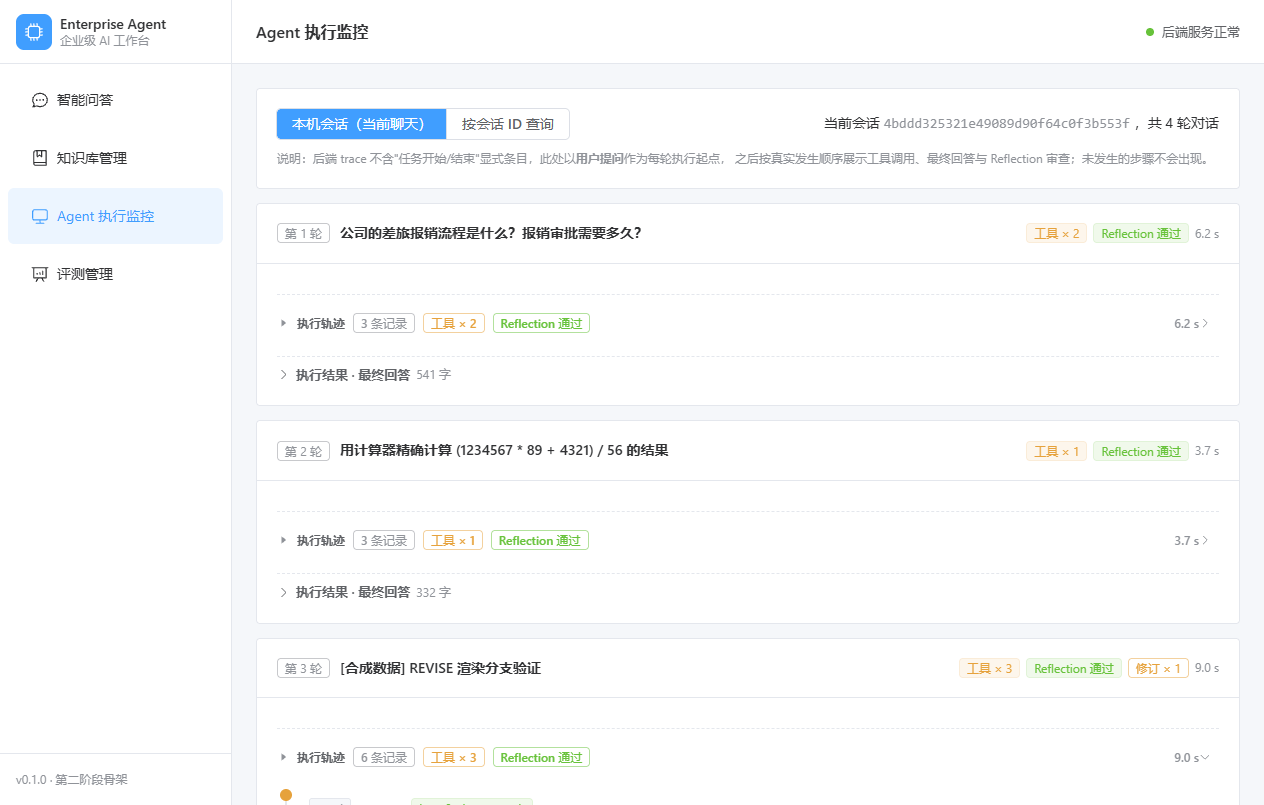 Enterprise Agent
企业级 AI 工作台
智能问答
知识库管理
Agent 执行监控
评测管理
v0.1.0 · 第二阶段骨架
Agent 执行监控
后端服务正常
本机会话（当前聊天） 按会话 ID 查询
当前会话 4bddd325321e49089d90f64c0f3b553f ，共 4 轮对话
说明：后端 trace 不含"任务开始/结束"显式条目，此处以用户提问作为每轮执行起点， 之后按真实发生顺序展示工具调用、最终回答与 Reflection 审查；未发生的步骤不会出现。
第 1 轮 公司的差旅报销流程是什么？报销审批需要多久？ 工具 × 2 Reflection 通过 6.2 s
执行轨迹 3 条记录 工具 × 2 Reflection 通过 6.2 s
执行结果 · 最终回答 541 字
第 2 轮 用计算器精确计算 (1234567 * 89 + 4321) / 56 的结果 工具 × 1 Reflection 通过 3.7 s
执行轨迹 3 条记录 工具 × 1 Reflection 通过 3.7 s
执行结果 · 最终回答 332 字
第 3 轮 [合成数据] REVISE 渲染分支验证 工具 × 3 Reflection 通过 修订 × 1 9.0 s
执行轨迹 6 条记录 工具 × 3 Reflection 通过 9.0 s